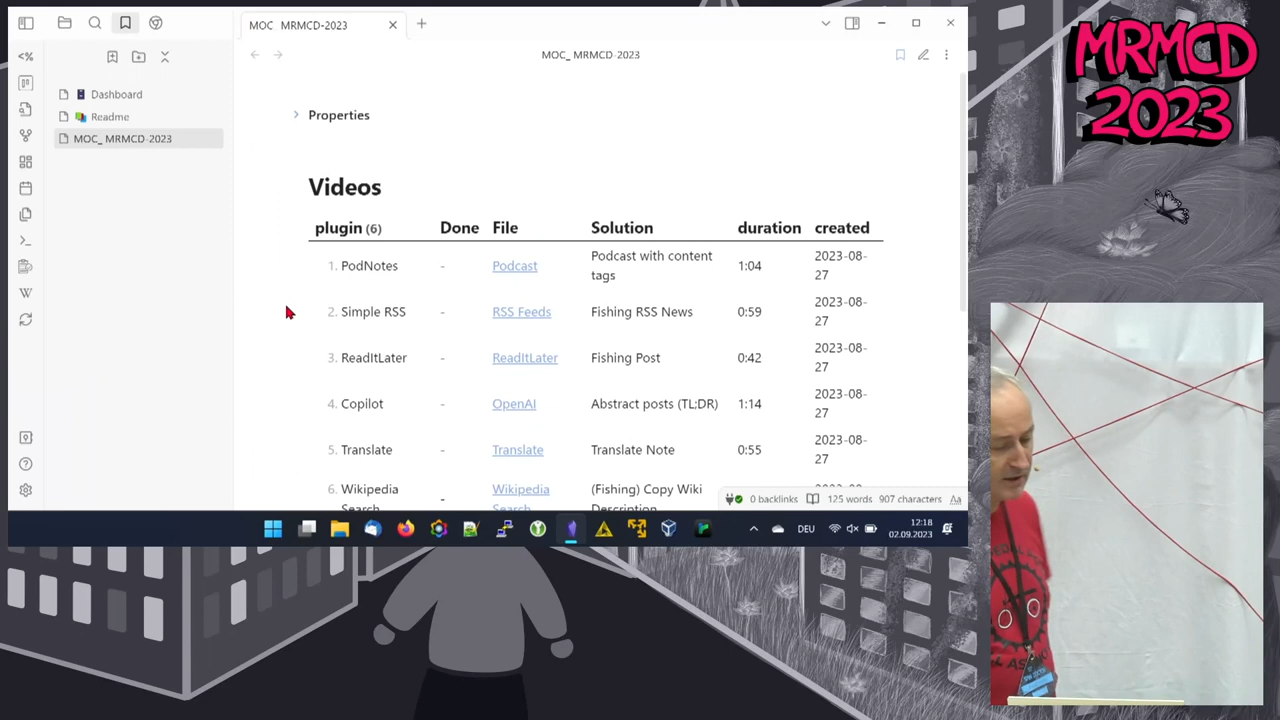 MOC_ MRMCD-2023
MRMCD
2023
MOC_ MRMCD-2023
Dashboard
Readme
MOC_ MRMCD-2023
Properties
Videos
plugin (6) Done File Solution duration created
1. PodNotes - Podcast Podcast with content tags 1:04 2023-08-27
2. Simple RSS - RSS Feeds Fishing RSS News 0:59 2023-08-27
3. ReadItLater - ReadItLater Fishing Post 0:42 2023-08-27
4. Copilot - OpenAI Abstract posts (TL;DR) 1:14 2023-08-27
5. Translate - Translate Translate Note 0:55 2023-08-27
6. Wikipedia Search - Wikipedia Search (Fishing) Copy Wiki Description
0 backlinks 125 words 907 characters
DEU
12:18
02.09.2023